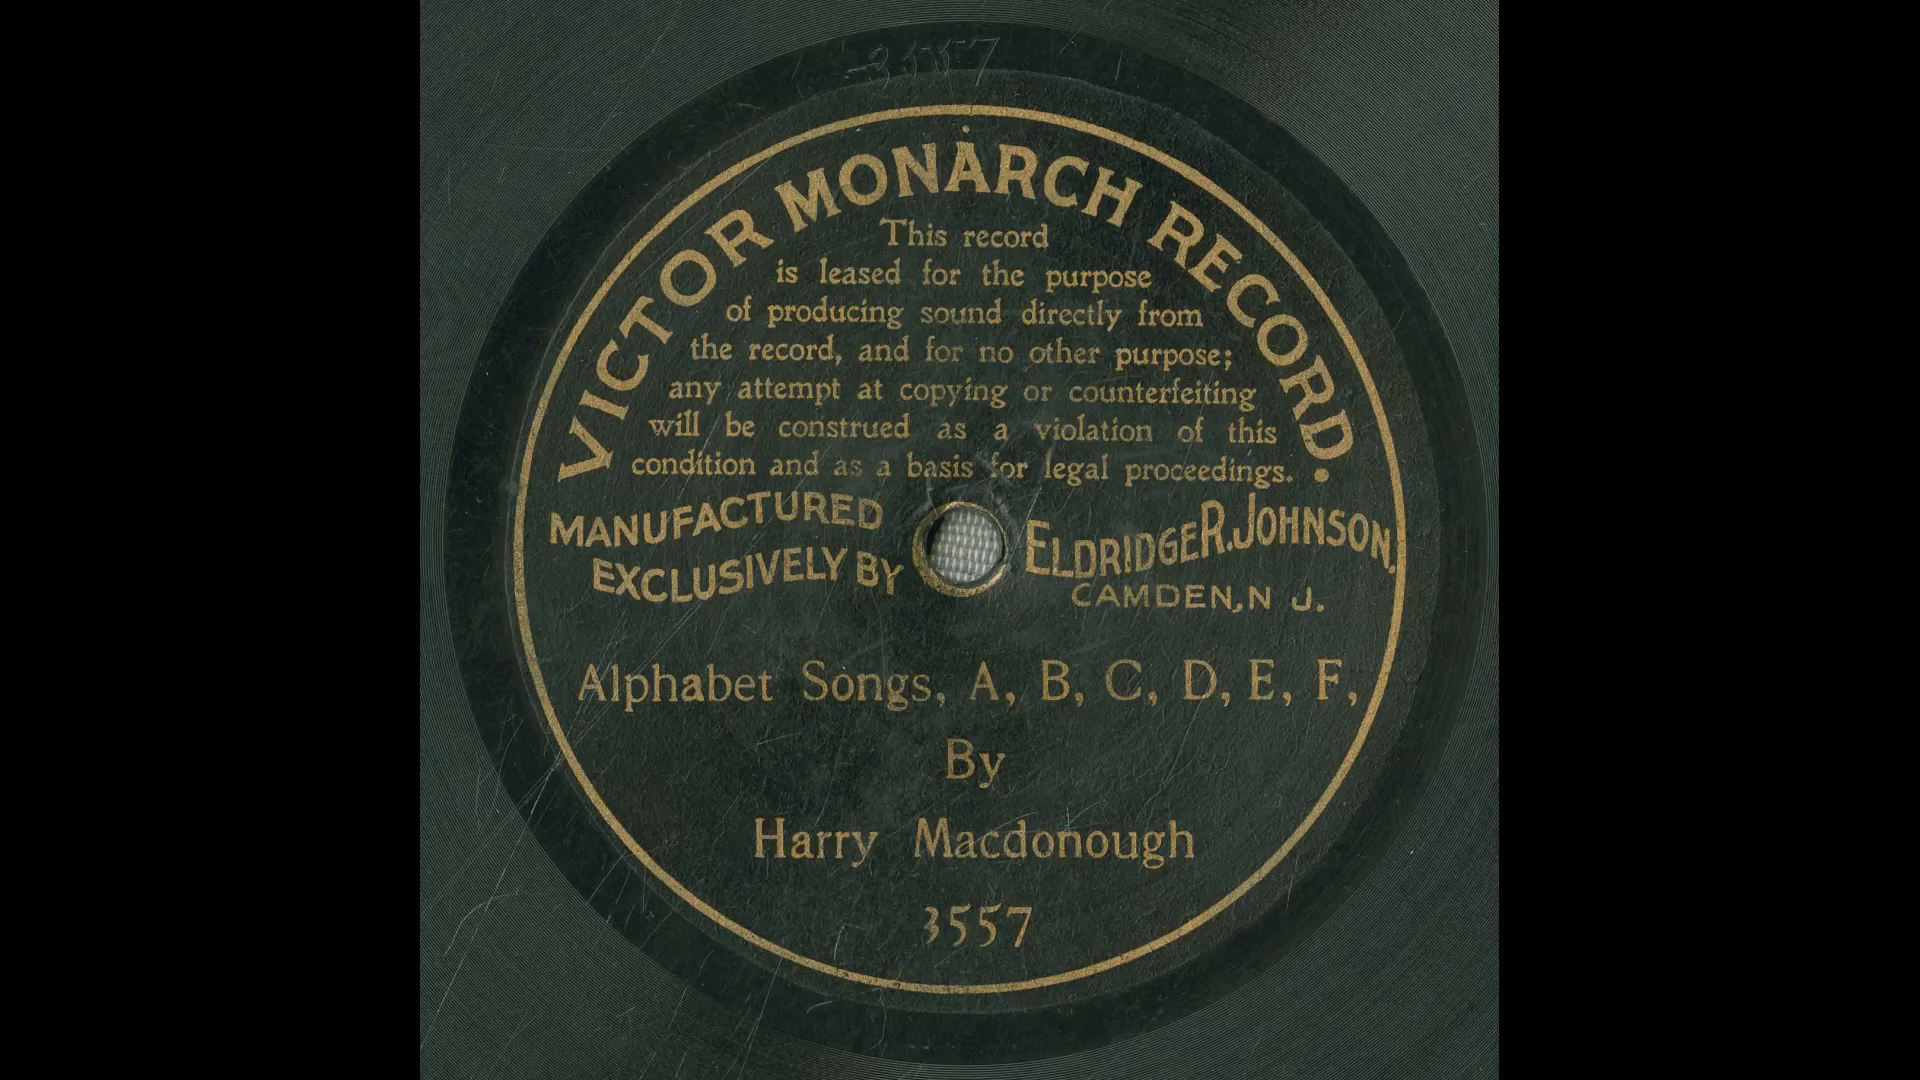 3557
VICTOR MONARCH RECORD.
This record
is leased for the purpose
of producing sound directly from
the record, and for no other purpose;
any attempt at copying or counterfeiting
will be construed as a violation of this
condition and as a basis for legal proceedings.
MANUFACTURED
EXCLUSIVELY BY
ELDRIDGE R. JOHNSON,
CAMDEN, N J.
Alphabet Songs, A, B, C, D, E, F,
By
Harry Macdonough
3557